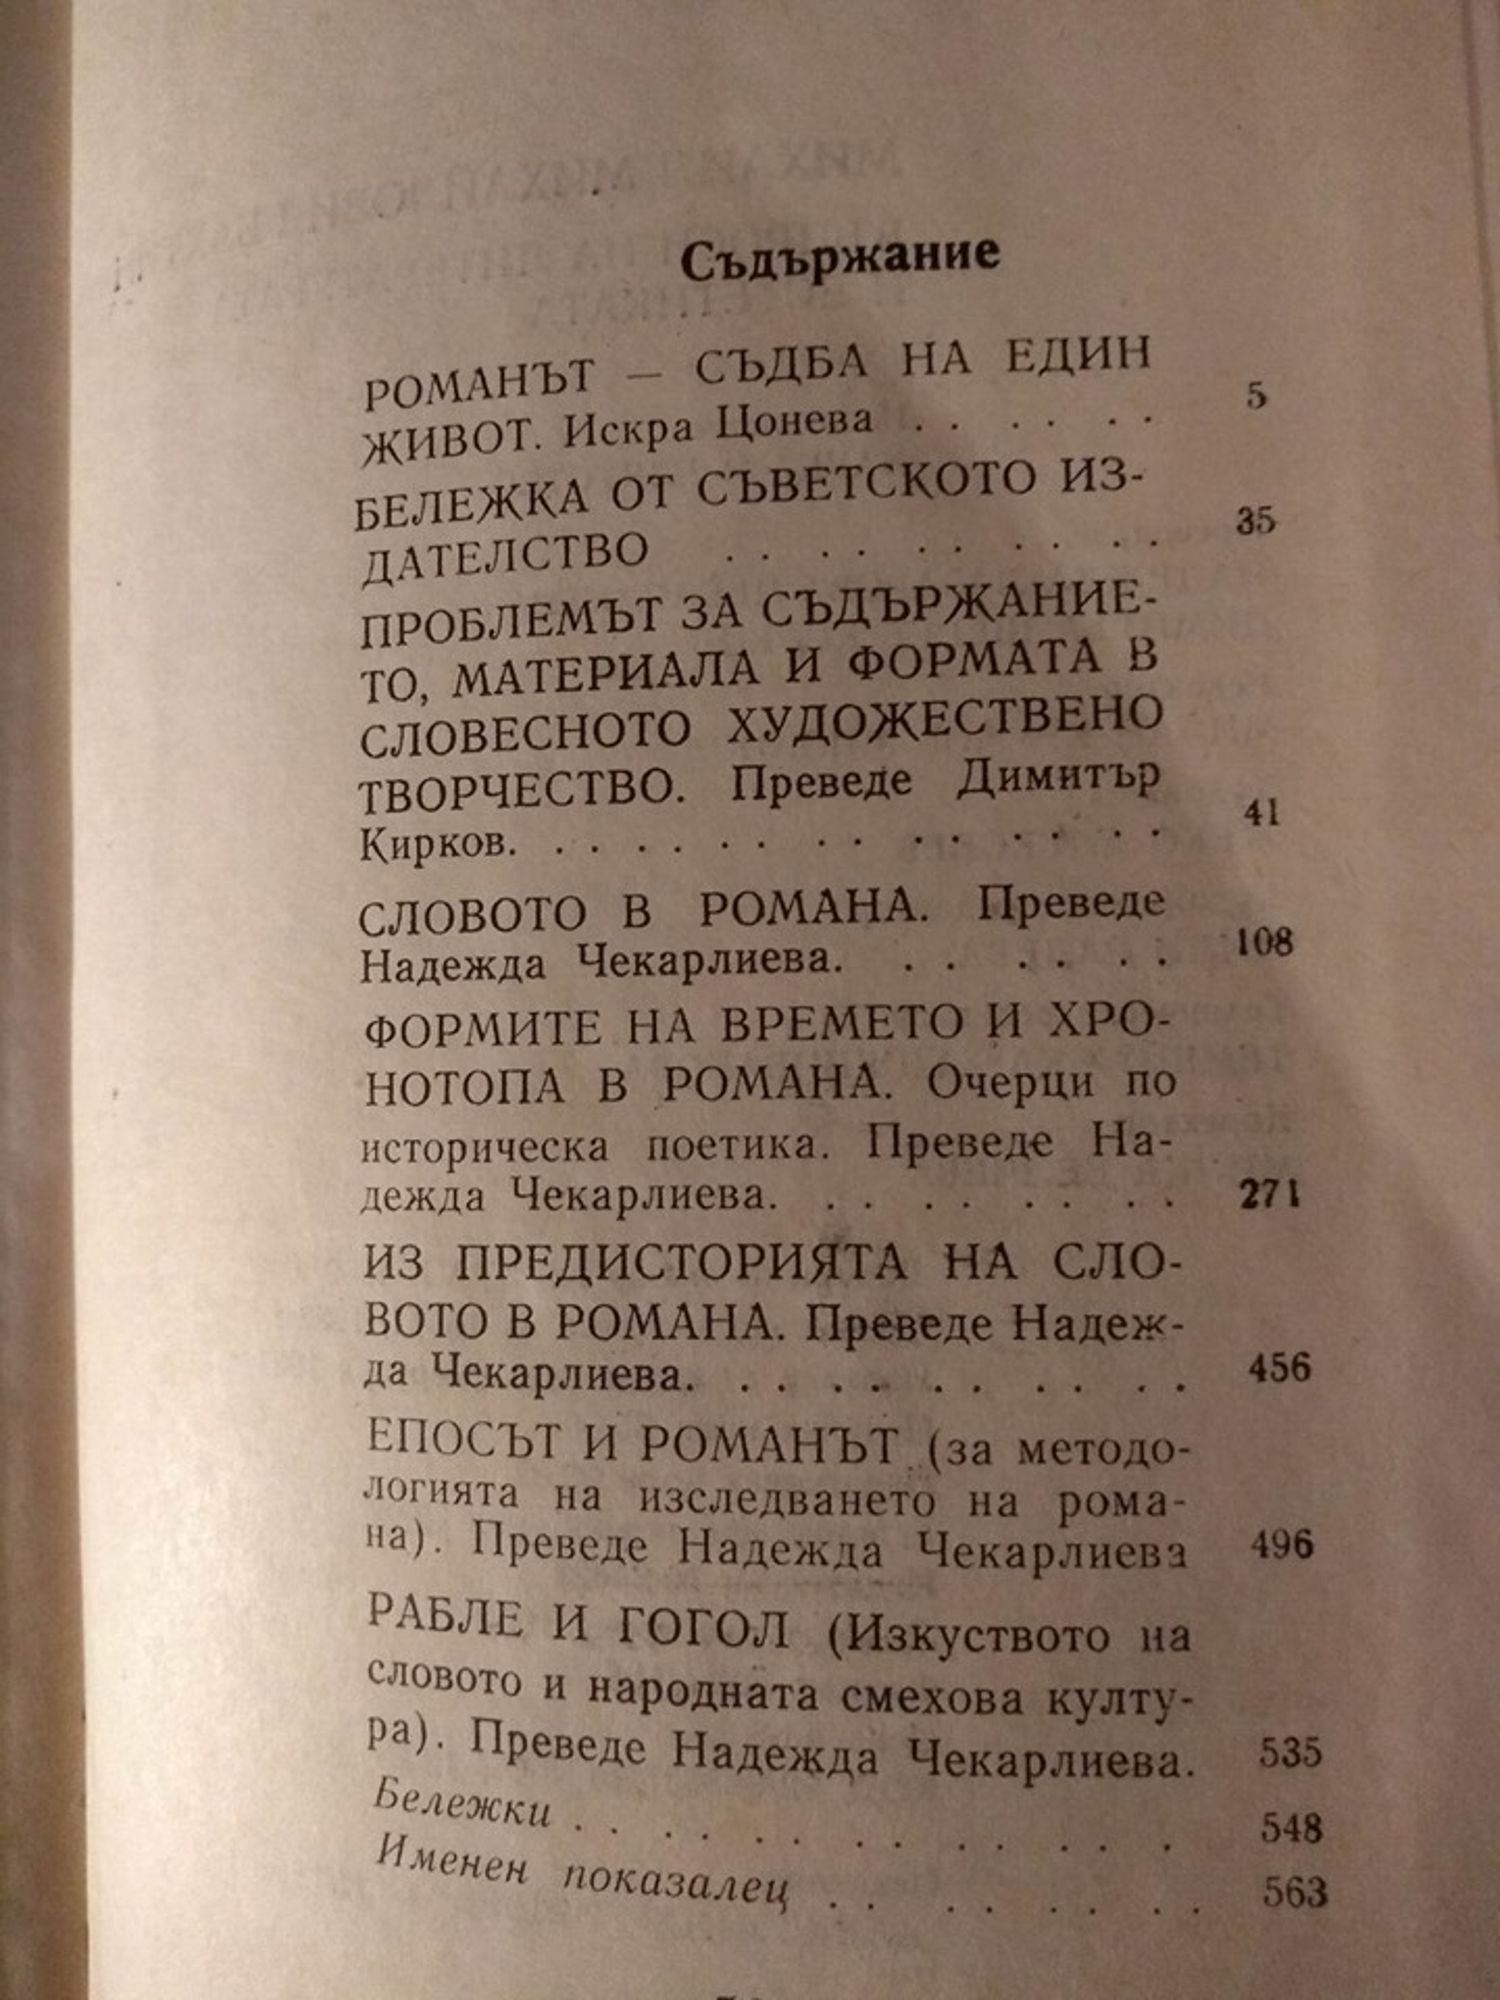 Съдържание
РОМАНЪТ — СЪДБА НА ЕДИН
ЖИВОТ. Искра Цонева . . . . . . 5
БЕЛЕЖКА ОТ СЪВЕТСКОТО ИЗ-
ДАТЕЛСТВО . . . . . . . . . 35
ПРОБЛЕМЪТ ЗА СЪДЪРЖАНИЕ-
ТО, МАТЕРИАЛА И ФОРМАТА В
СЛОВЕСНОТО ХУДОЖЕСТВЕНО
ТВОРЧЕСТВО. Преведе Димитър
Кирков. . . . . . . . . . . . . . 41
СЛОВОТО В РОМАНА. Преведе
Надежда Чекарлиева. . . . . . . 108
ФОРМИТЕ НА ВРЕМЕТО И ХРО-
НОТОПА В РОМАНА. Очерци по
историческа поетика. Преведе На-
дежда Чекарлиева. . . . . . . . . 271
ИЗ ПРЕДИСТОРИЯТА НА СЛО-
ВОТО В РОМАНА. Преведе Надеж-
да Чекарлиева. . . . . . . . . . . 456
ЕПОСЪТ И РОМАНЪТ (за методо-
логията на изследването на рома-
на). Преведе Надежда Чекарлиева 496
РАБЛЕ И ГОГОЛ (Изкуството на
словото и народната смехова култу-
ра). Преведе Надежда Чекарлиева. 535
Бележки . . . . . . . . . . . . 548
Именен показалец . . . . . . . . 563